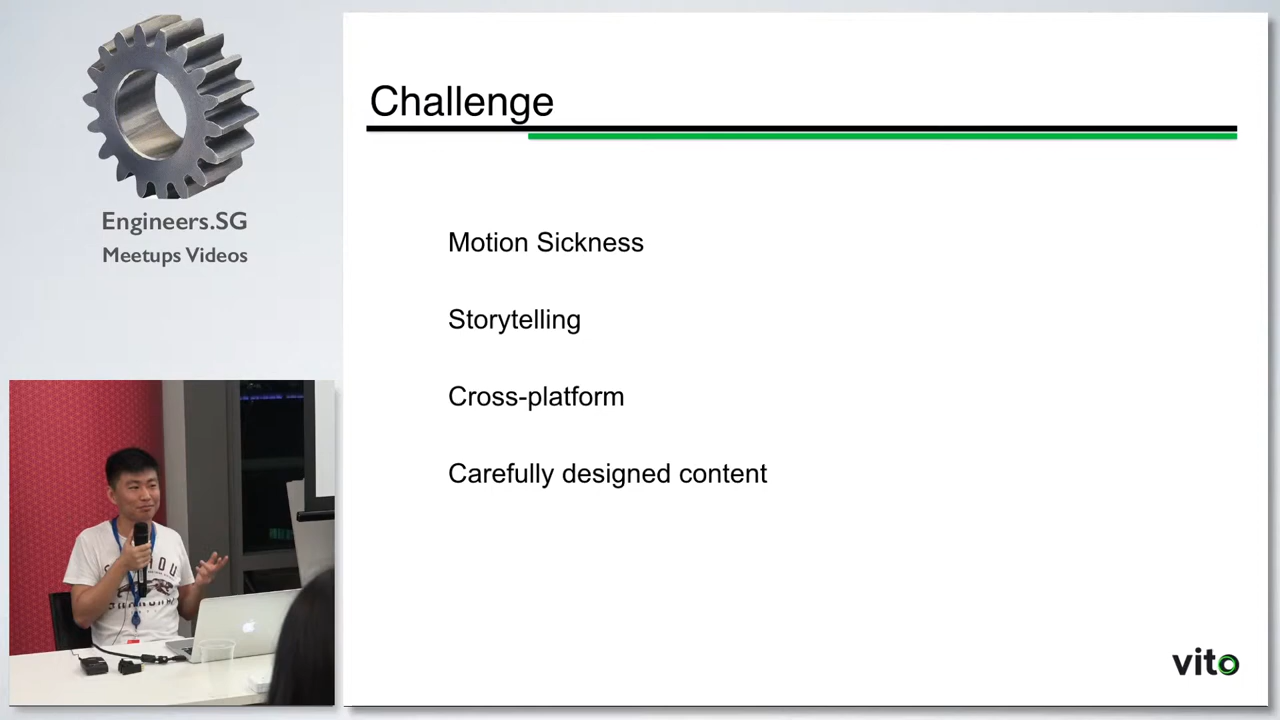 Engineers.SG
Meetups Videos
Challenge
Motion Sickness
Storytelling
Cross-platform
Carefully designed content
vito